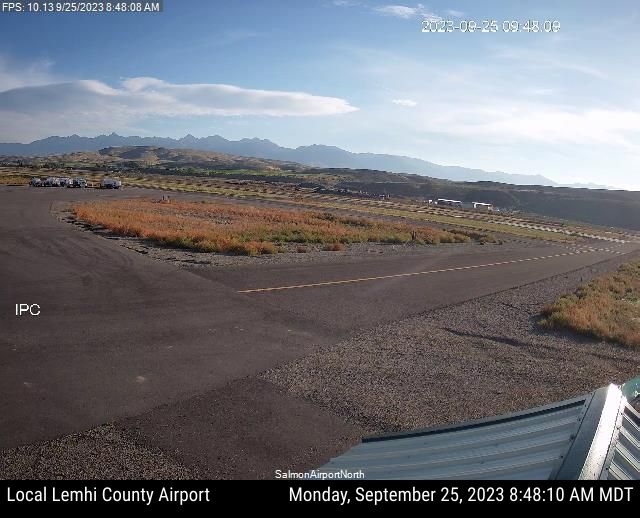 FPS: 10.13 9/25/2023 8:48:08 AM
2023-09-25 09:48:09
IPC
SalmonAirportNorth
Local Lemhi County Airport
Monday, September 25, 2023 8:48:10 AM MDT